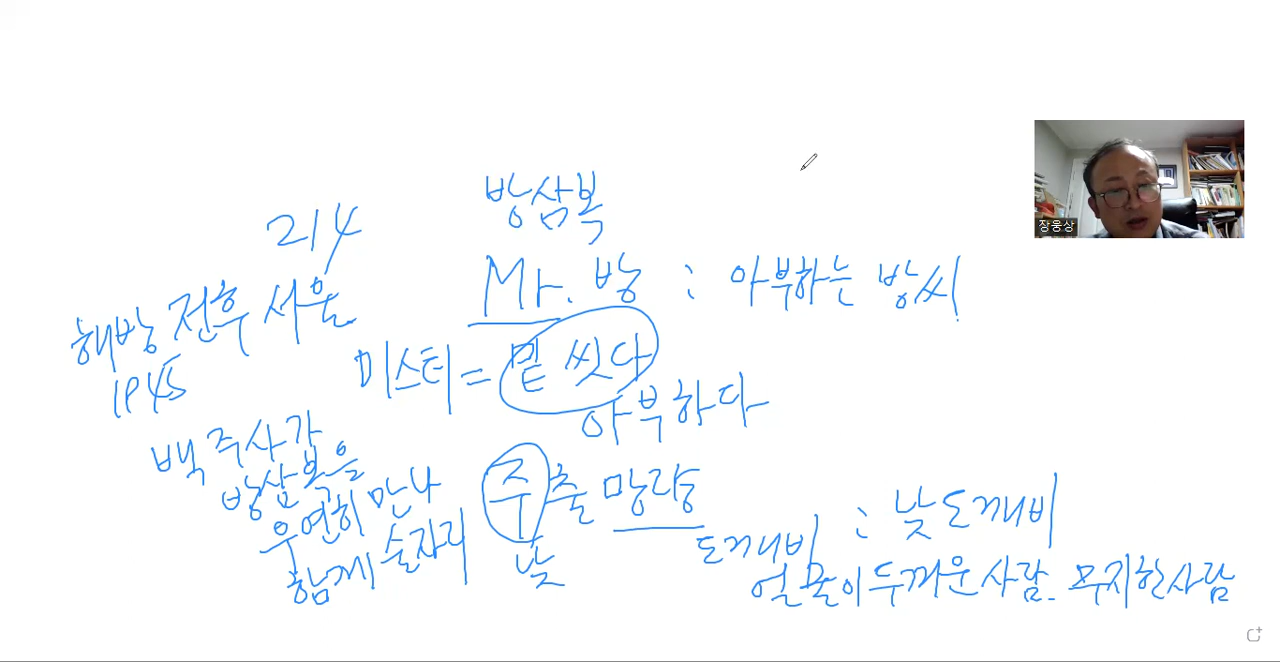 방삼복
214
Mr. 방 : 아부하는 방씨
해방 전후 서울
1945
미스터 = 밑 씻다
아부하다
백 주사가
방삼복을
우연히 만나
함께 술자리
주출 망량 : 낮도깨비
낮
도깨비
얼굴이 두꺼운 사람. 무지한 사람
장웅상